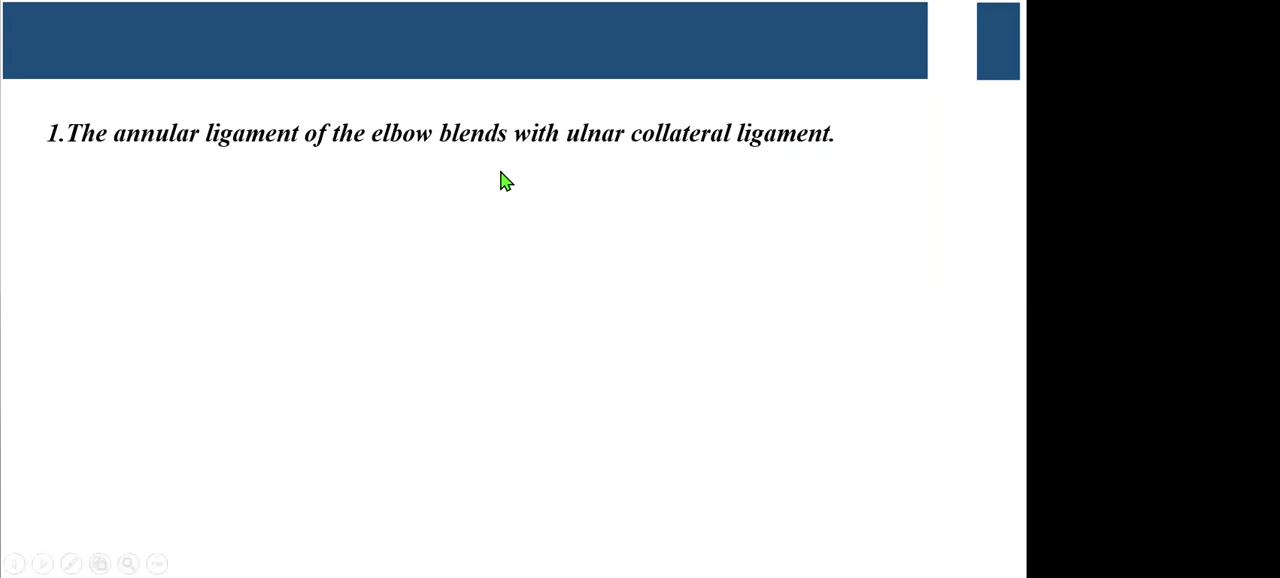 1.The annular ligament of the elbow blends with ulnar collateral ligament.